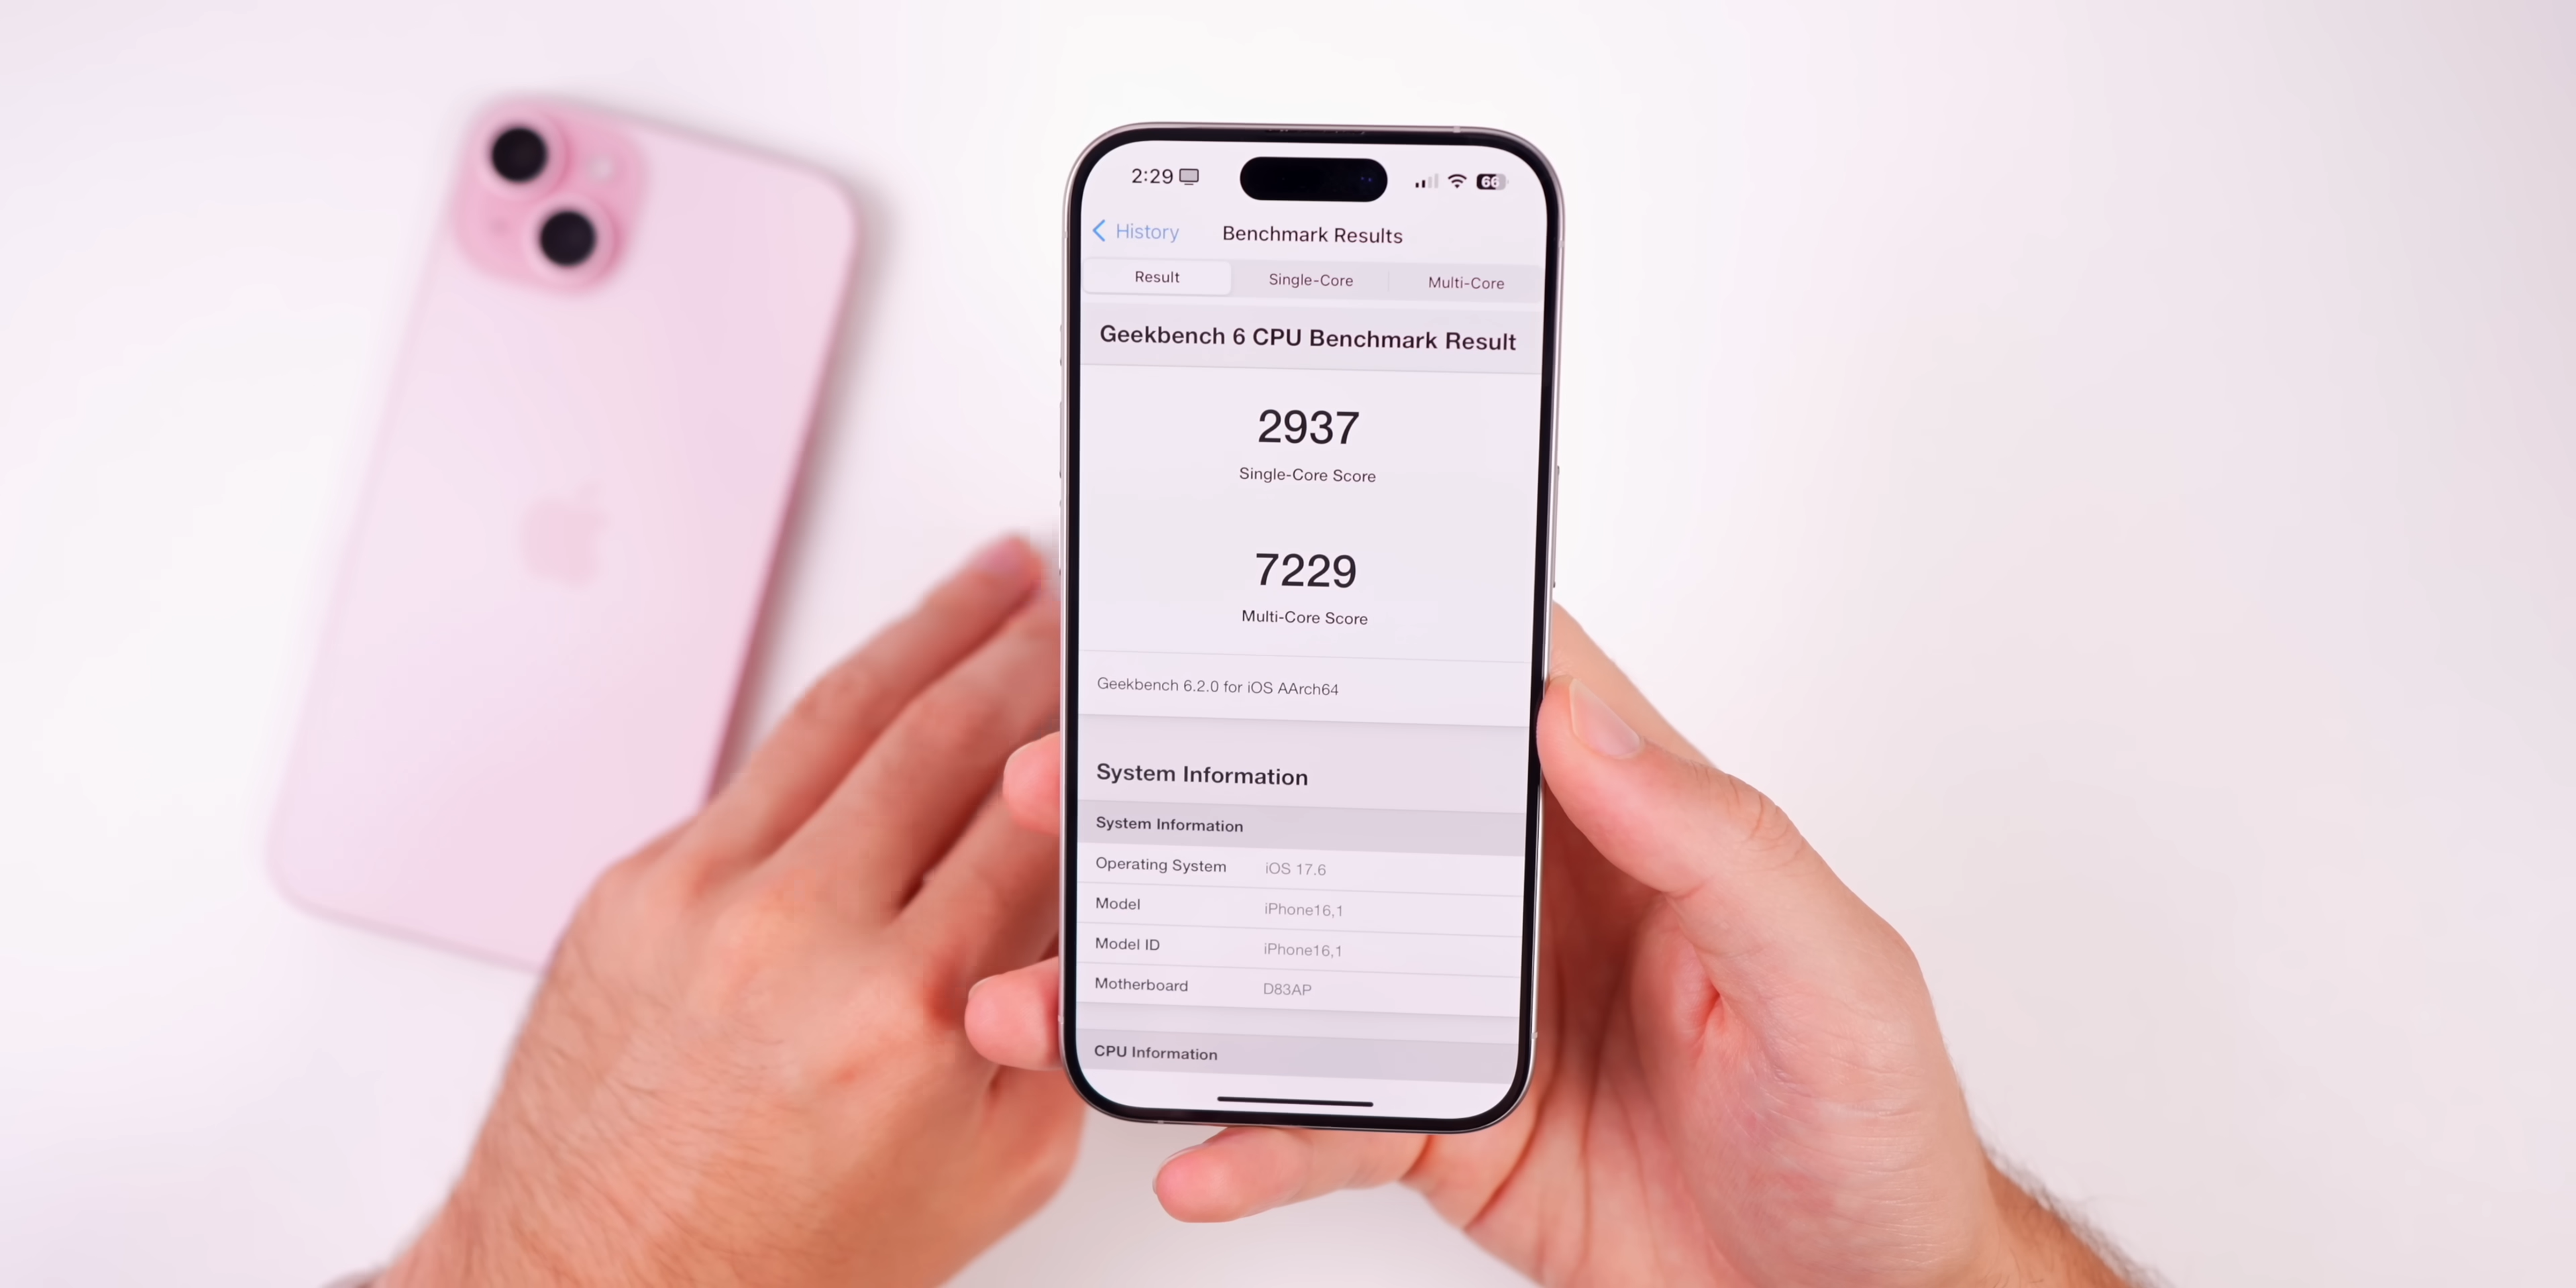 2:29 66
History Benchmark Results
Result Single-Core Multi-Core
Geekbench 6 CPU Benchmark Result
2937
Single-Core Score
7229
Multi-Core Score
Geekbench 6.2.0 for iOS AArch64
System Information
System Information
Operating System iOS 17.6
Model iPhone16,1
Model ID iPhone16,1
Motherboard D83AP
CPU Information